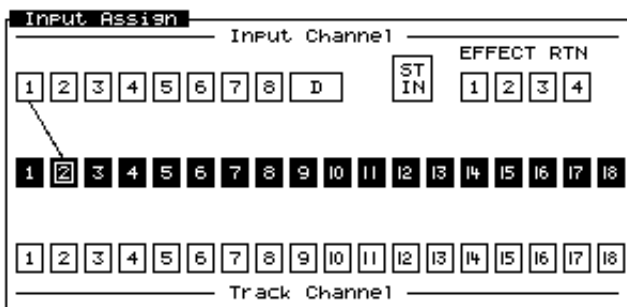 Input Assign
Input Channel
EFFECT RTN
1 2 3 4 5 6 7 8 D ST IN 1 2 3 4
1 2 3 4 5 6 7 8 9 10 11 12 13 14 15 16 17 18
1 2 3 4 5 6 7 8 9 10 11 12 13 14 15 16 17 18
Track Channel